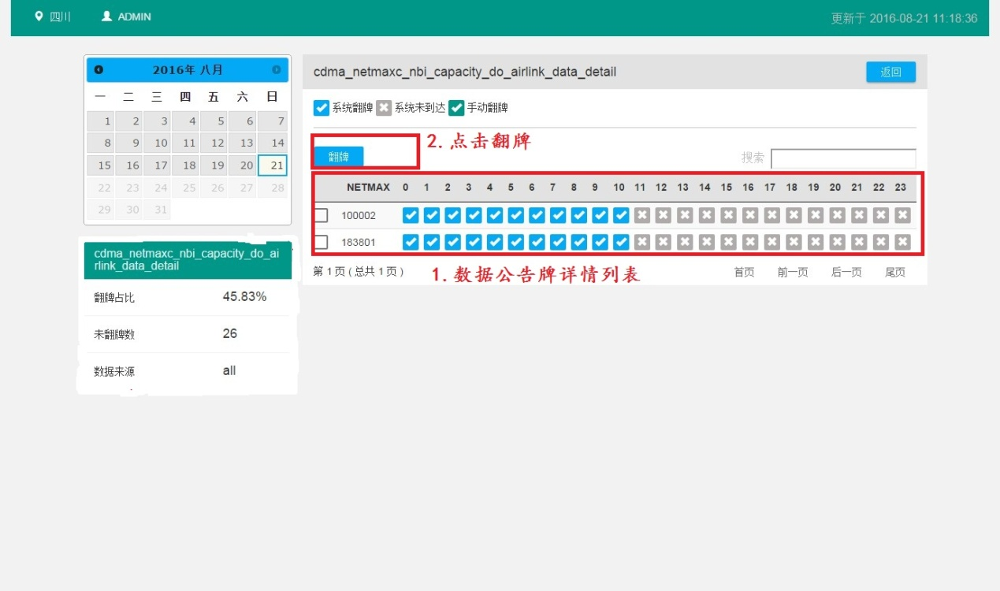 四川 ADMIN 更新于 2016-08-21 11:18:36
2016年 八月
一 二 三 四 五 六 日
1 2 3 4 5 6 7
8 9 10 11 12 13 14
15 16 17 18 19 20 21
22 23 24 25 26 27 28
29 30 31
cdma_netmaxc_nbi_capacity_do_ai
rlink_data_detail
翻牌占比 45.83%
未翻牌数 26
数据来源 all
cdma_netmaxc_nbi_capacity_do_airlink_data_detail 返回
系统翻牌 系统未到达 手动翻牌
翻牌 2.点击翻牌 搜索
NETMAX 0 1 2 3 4 5 6 7 8 9 10 11 12 13 14 15 16 17 18 19 20 21 22 23
100002
183801
第 1 页 ( 总共 1 页 ) 1.数据公告牌详情列表 首页 前一页 后一页 尾页